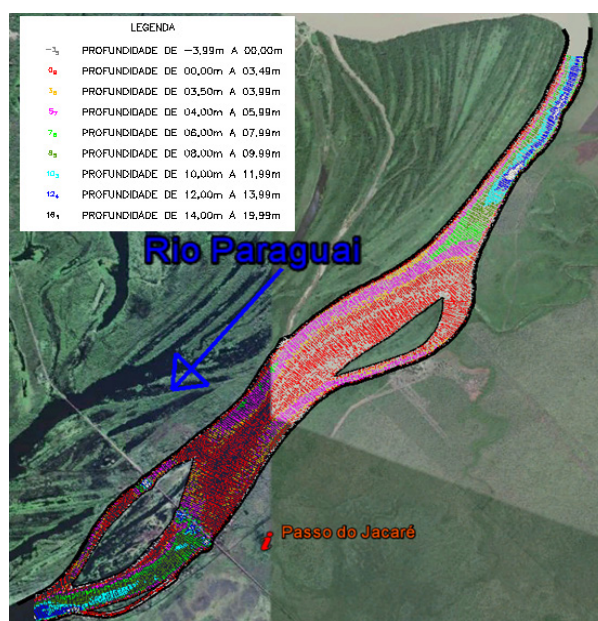 LEGENDA
PROFUNDIDADE DE -3,99m A 00,00m
PROFUNDIDADE DE 00,00m A 03,49m
PROFUNDIDADE DE 03,50m A 03,99m
PROFUNDIDADE DE 04,00m A 05,99m
PROFUNDIDADE DE 06,00m A 07,99m
PROFUNDIDADE DE 08,00m A 09,99m
PROFUNDIDADE DE 10,00m A 11,99m
PROFUNDIDADE DE 12,00m A 13,99m
PROFUNDIDADE DE 14,00m A 19,99m
Rio Paraguai
i Passo do Jacaré